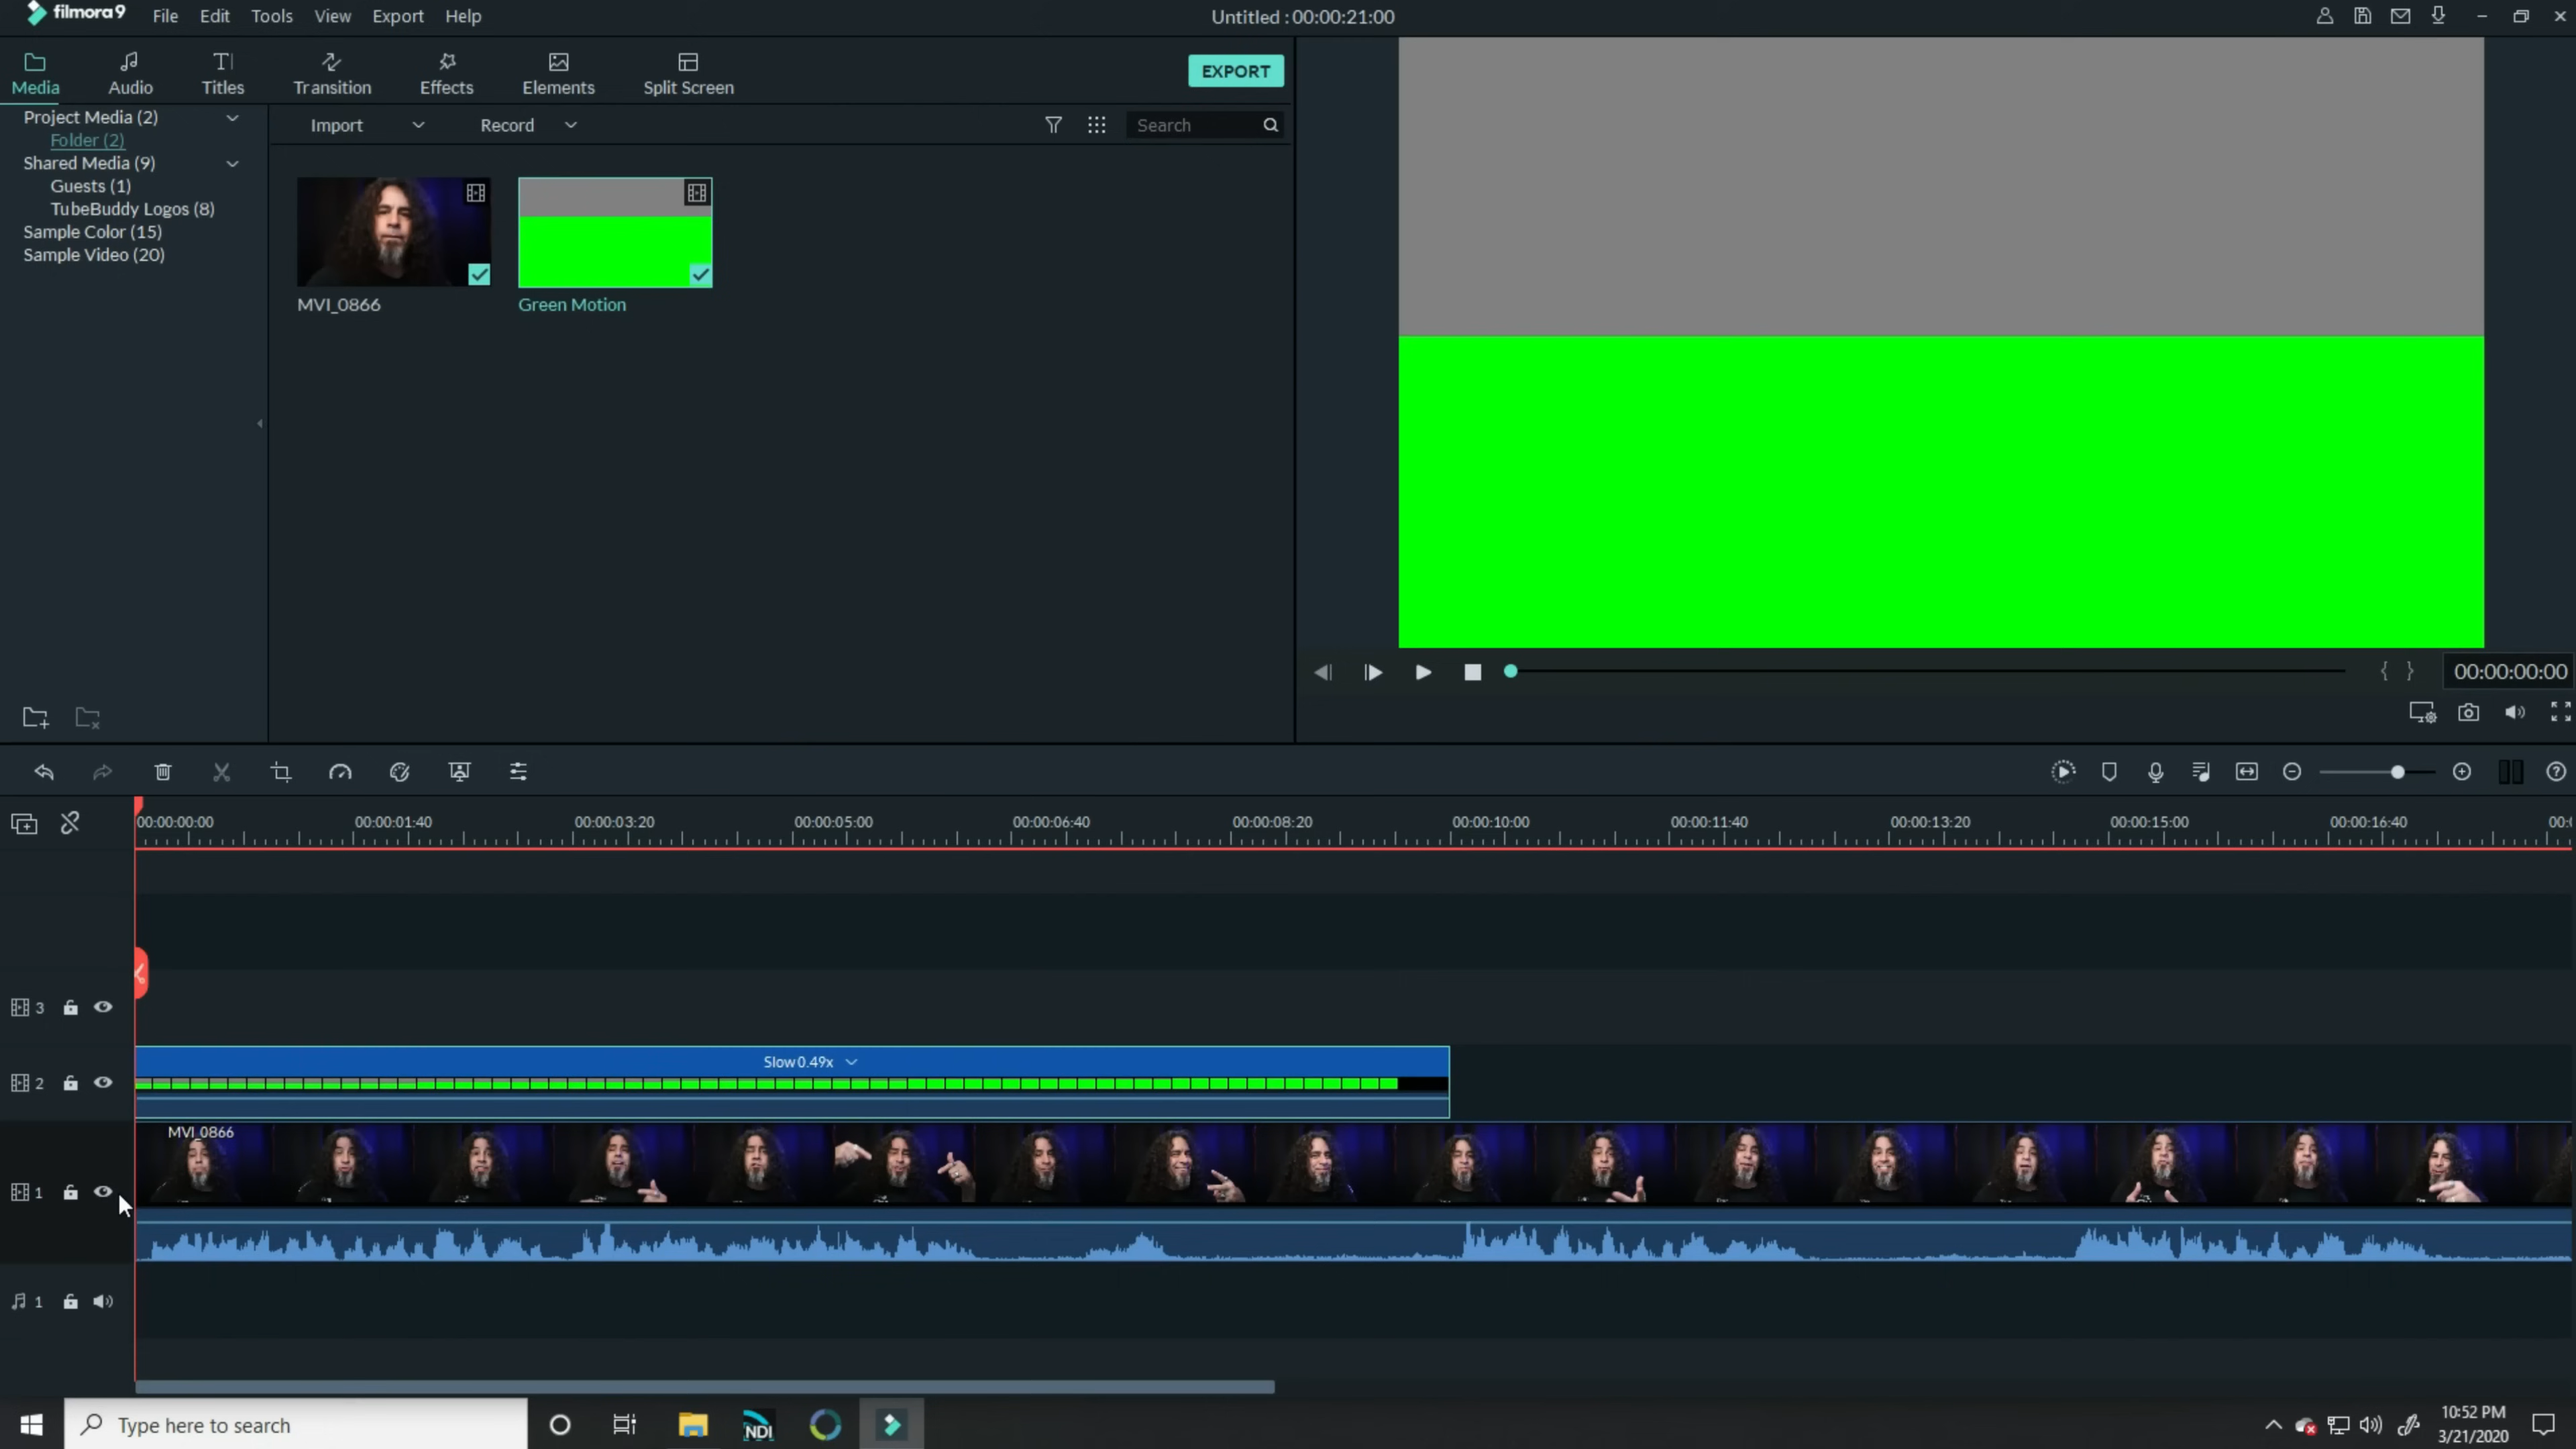 filmora9 File Edit Tools View Export Help Untitled : 00:00:21:00
Media Audio Titles Transition Effects Elements Split Screen EXPORT
Project Media (2)
Folder (2)
Shared Media (9)
Guests (1)
TubeBuddy Logos (8)
Sample Color (15)
Sample Video (20)
Import Record Search
MVI_0866 Green Motion
{ } 00:00:00:00
00:00:00:00 00:00:01:40 00:00:03:20 00:00:05:00 00:00:06:40 00:00:08:20 00:00:10:00 00:00:11:40 00:00:13:20 00:00:15:00 00:00:16:40
3
2 Slow 0.49x
MVI_0866
1
1
Type here to search NDI 10:52 PM
3/21/2020